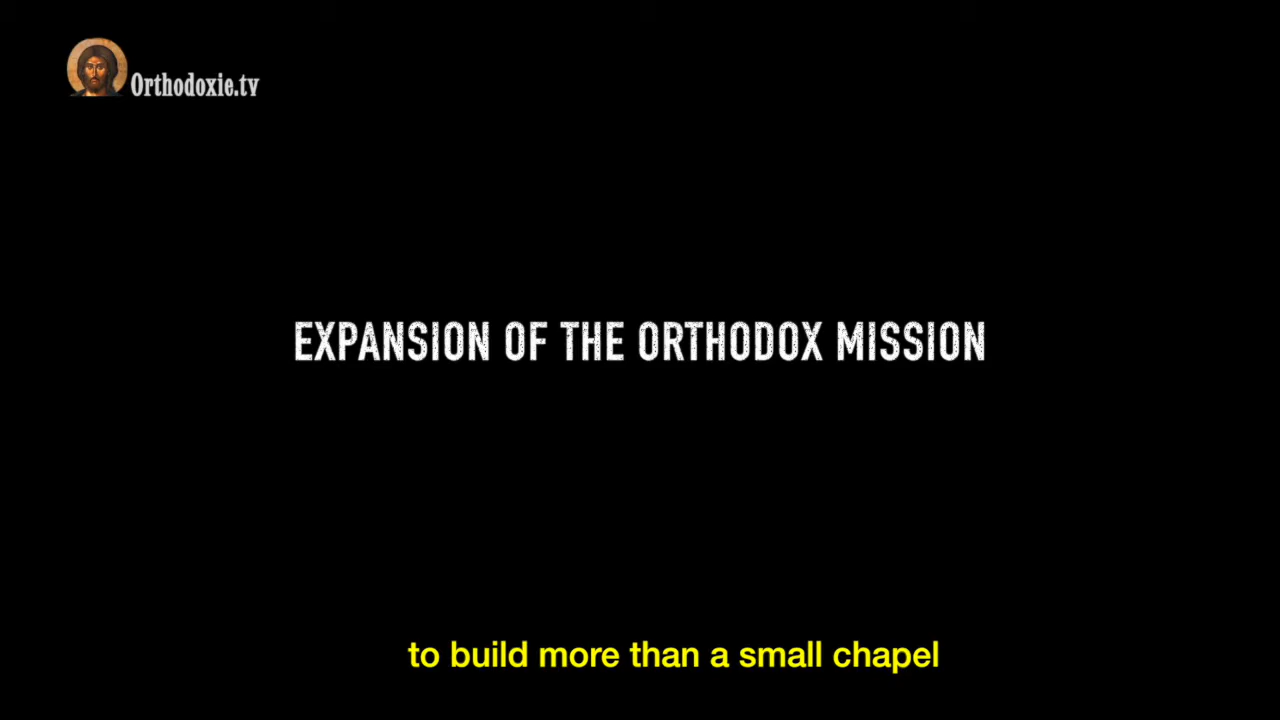 Orthodoxie.tv
EXPANSION OF THE ORTHODOX MISSION
to build more than a small chapel